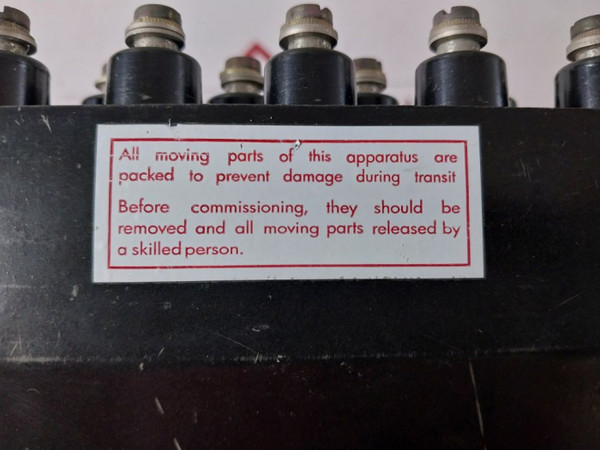 All moving parts of this apparatus are
packed to prevent damage during transit
Before commissioning, they should be
removed and all moving parts released by
a skilled person.